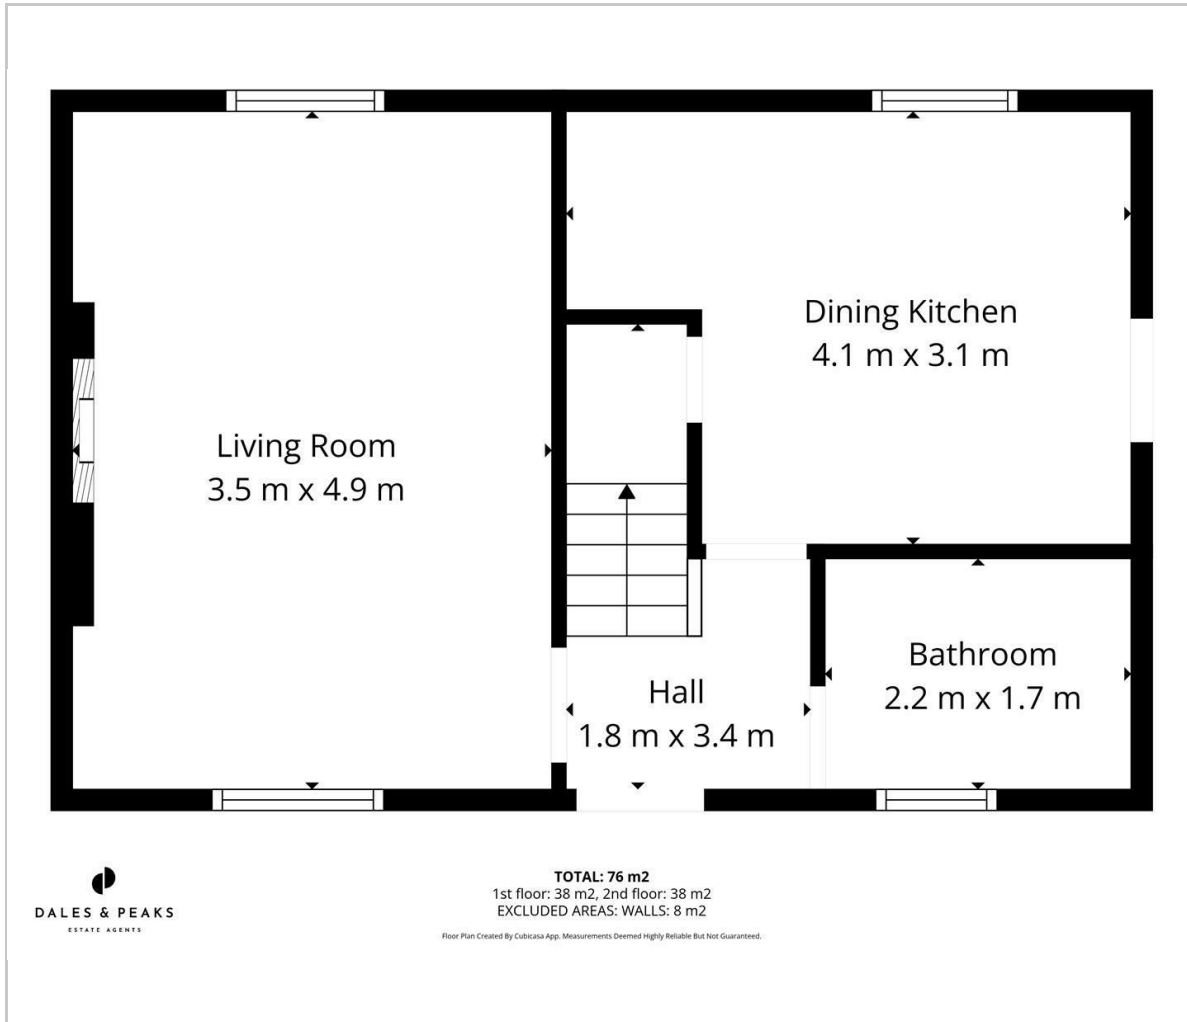 Dining Kitchen
4.1 m x 3.1 m
Living Room
3.5 m x 4.9 m
Bathroom
2.2 m x 1.7 m
Hall
1.8 m x 3.4 m
DALES & PEAKS
ESTATE AGENTS
TOTAL: 76 m2
1st floor: 38 m2, 2nd floor: 38 m2
EXCLUDED AREAS: WALLS: 8 m2
Floor Plan Created By Cubicasa App. Measurements Deemed Highly Reliable But Not Guaranteed.